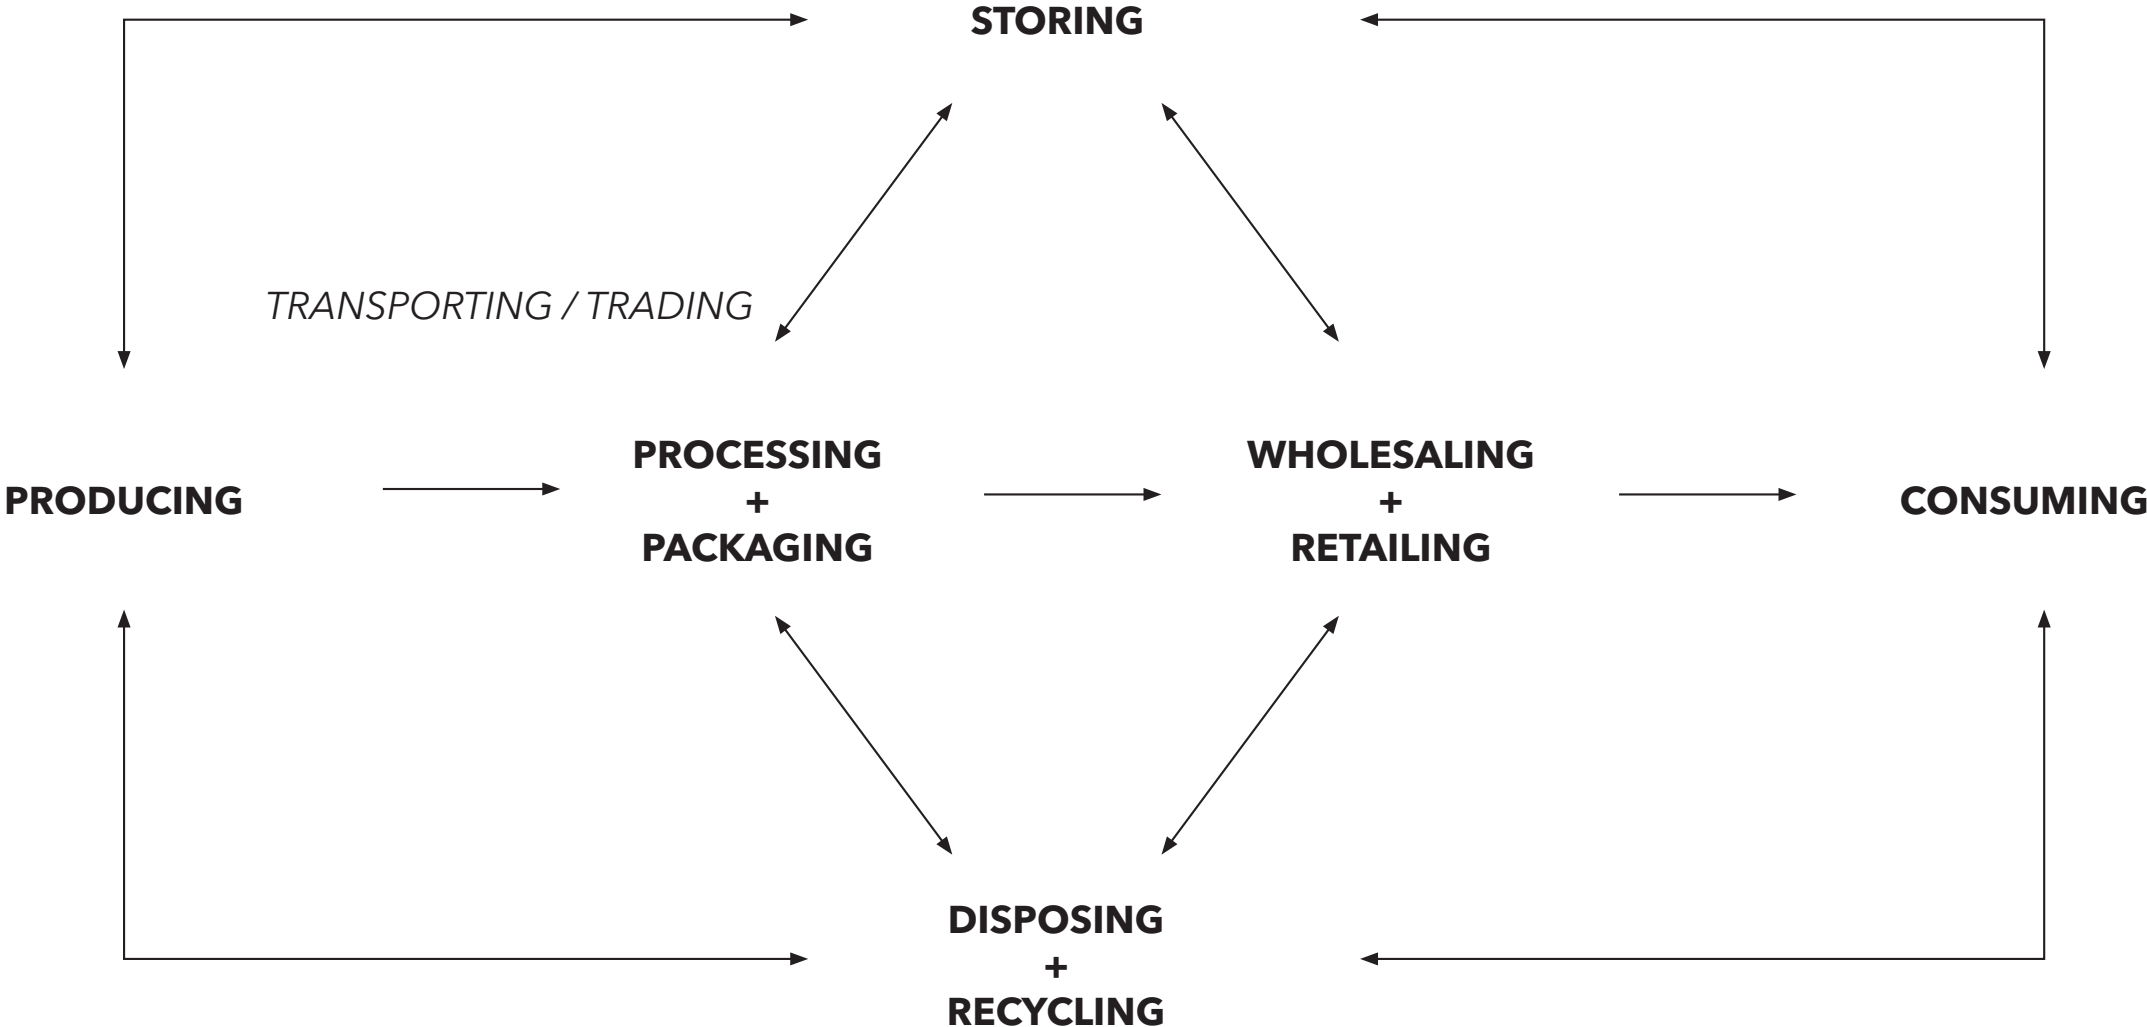 STORING
TRANSPORTING / TRADING
PRODUCING
PROCESSING
+
PACKAGING
WHOLESALING
+
RETAILING
CONSUMING
DISPOSING
+
RECYCLING